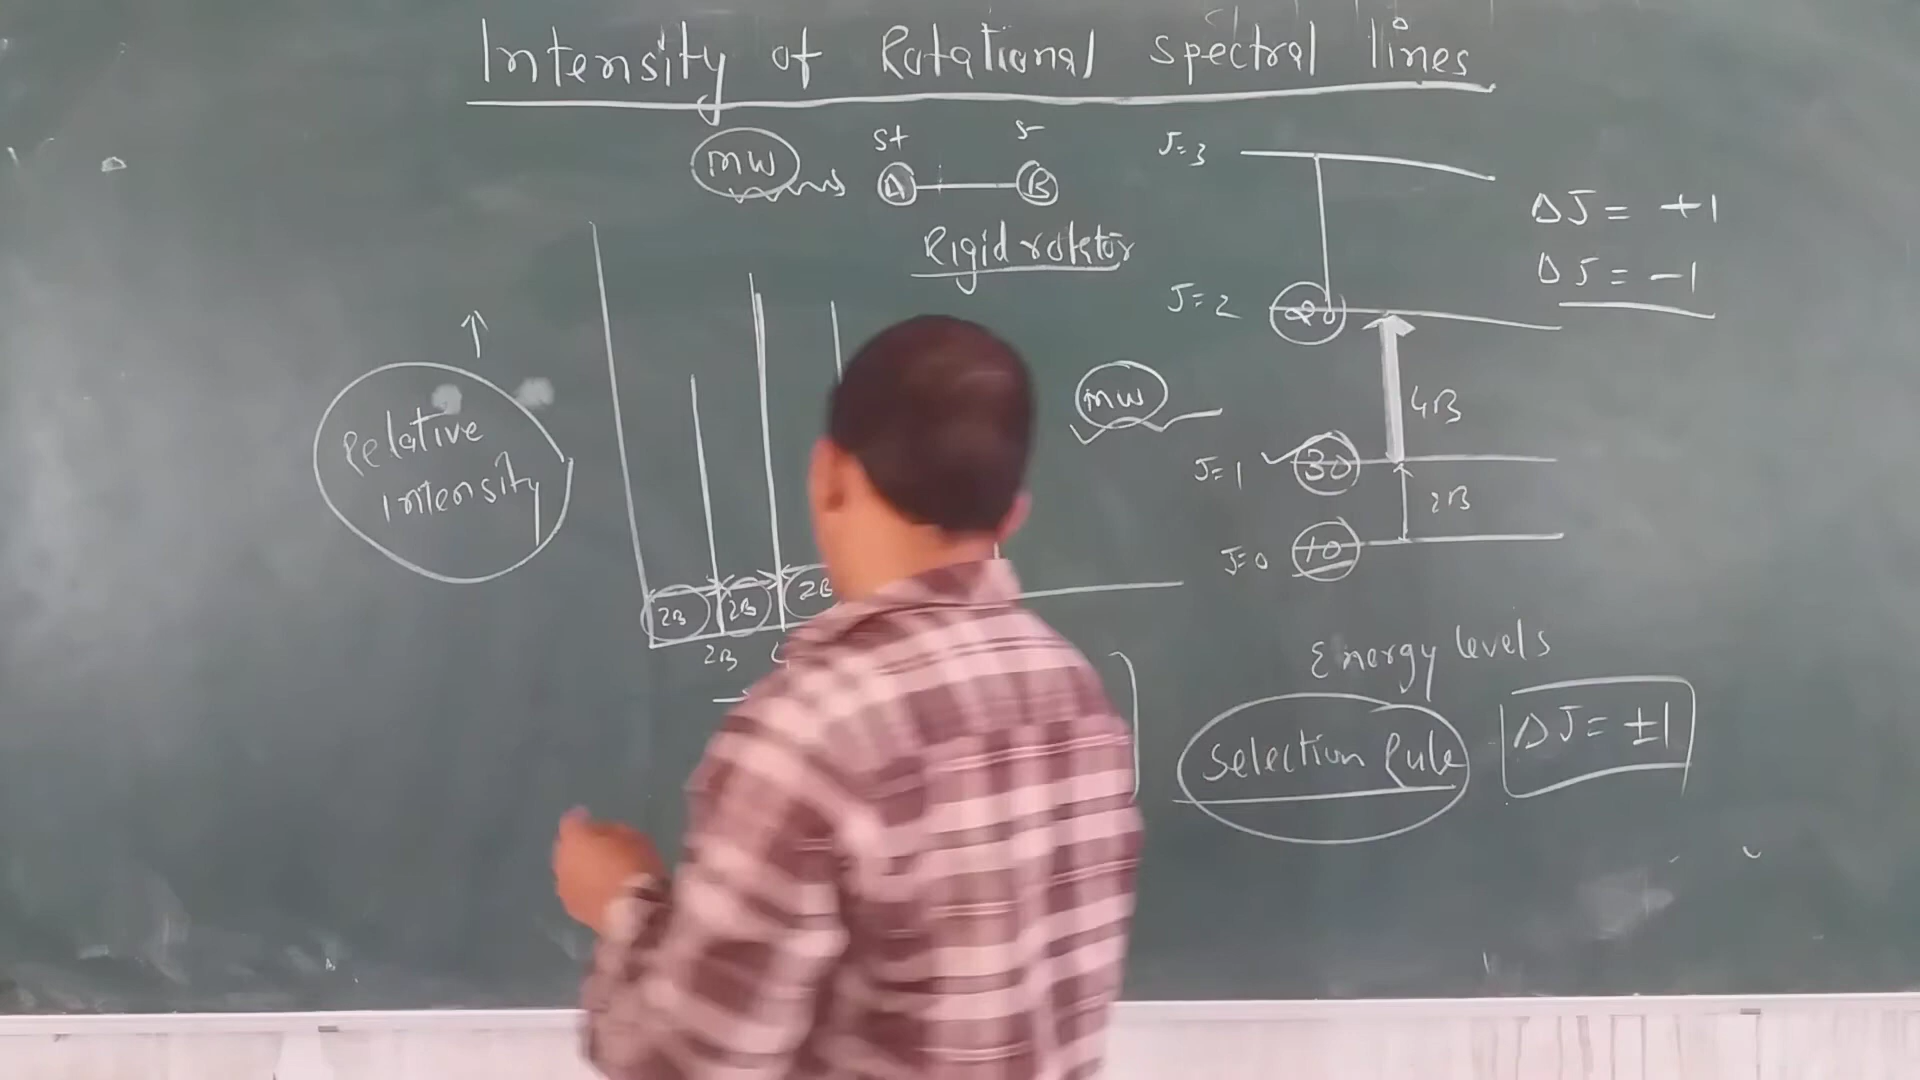 Intensity of Rotational spectral lines
MW
δ+ δ-
A B
Rigid rotator
Relative
Intensity
2B 2B 2B
2B
MW
J=3
J=2
J=1 30
J=0 10
4B
2B
ΔJ = +1
ΔJ = -1
Energy levels
Selection Rule ΔJ = ±1